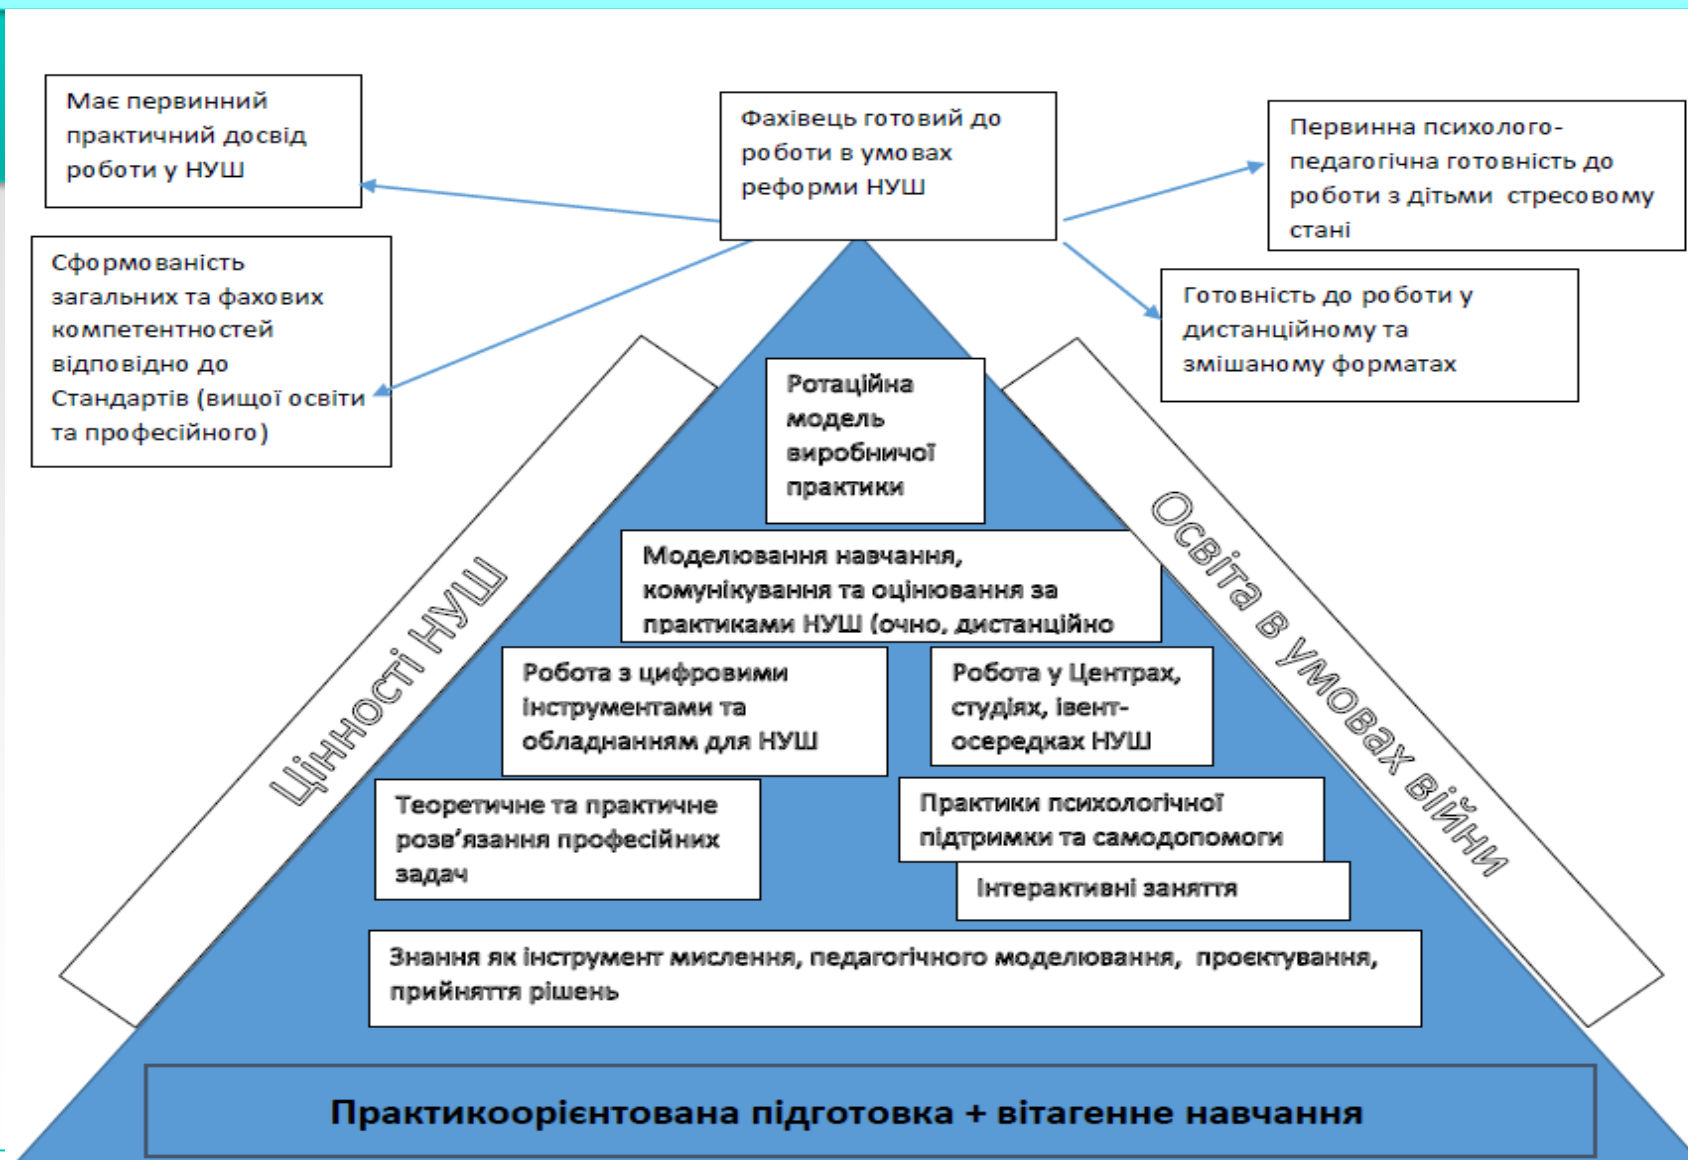 Має первинний
практичний досвід
роботи у НУШ
Фахівець готовий до
роботи в умовах
реформи НУШ
Первинна психолого-
педагогічна готовність до
роботи з дітьми стресовому
стані
Сформованість
загальних та фахових
компетентностей
відповідно до
Стандартів (вищої освіти
та професійного)
Готовність до роботи у
дистанційному та
змішаному форматах
Ротаційна
модель
виробничої
практики
Цінності НУШ
Освіта в умовах війни
Моделювання навчання,
комунікування та оцінювання за
практиками НУШ (очно, дистанційно
Робота з цифровими
інструментами та
обладнанням для НУШ
Робота у Центрах,
студіях, івент-
осередках НУШ
Теоретичне та практичне
розв’язання професійних
задач
Практики психологічної
підтримки та самодопомоги
Інтерактивні заняття
Знання як інструмент мислення, педагогічного моделювання, проєктування,
прийняття рішень
Практикоорієнтована підготовка + вітагенне навчання